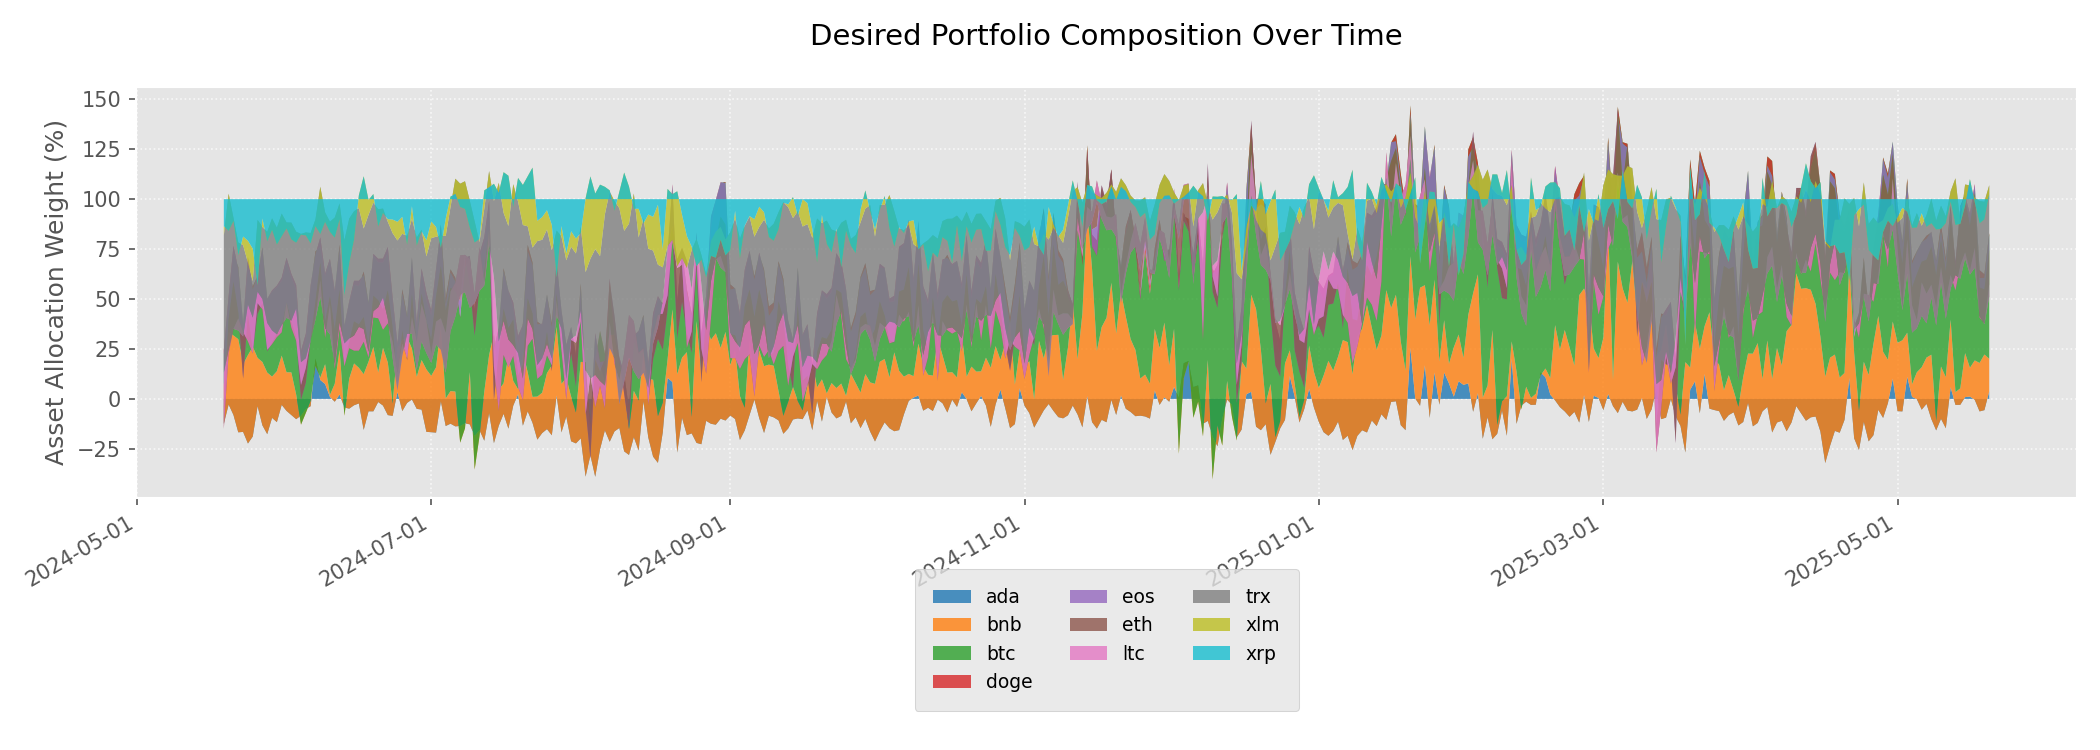 Desired Portfolio Composition Over Time
Asset Allocation Weight (%)
150
125
100
75
50
25
0
−25
2024-05-01
2024-07-01
2024-09-01
2024-11-01
2025-01-01
2025-03-01
2025-05-01
ada
bnb
btc
doge
eos
eth
ltc
trx
xlm
xrp